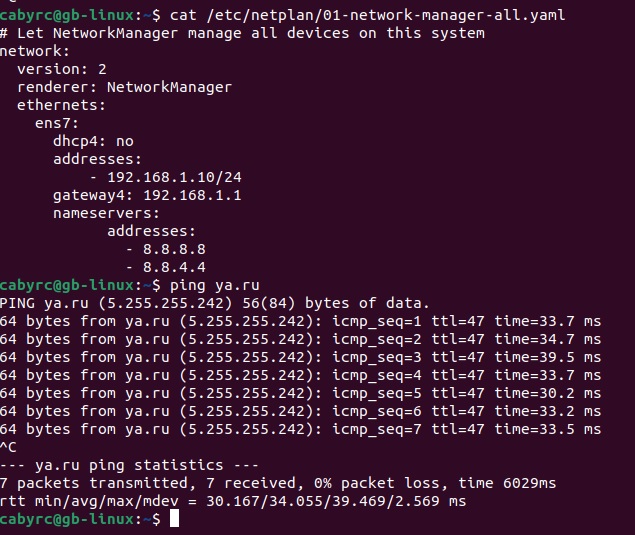 cabyrc@gb-linux:~$ cat /etc/netplan/01-network-manager-all.yaml
# Let NetworkManager manage all devices on this system
network:
  version: 2
  renderer: NetworkManager
  ethernets:
    ens7:
      dhcp4: no
      addresses:
          - 192.168.1.10/24
      gateway4: 192.168.1.1
      nameservers:
            addresses:
              - 8.8.8.8
              - 8.8.4.4
cabyrc@gb-linux:~$ ping ya.ru
PING ya.ru (5.255.255.242) 56(84) bytes of data.
64 bytes from ya.ru (5.255.255.242): icmp_seq=1 ttl=47 time=33.7 ms
64 bytes from ya.ru (5.255.255.242): icmp_seq=2 ttl=47 time=34.7 ms
64 bytes from ya.ru (5.255.255.242): icmp_seq=3 ttl=47 time=39.5 ms
64 bytes from ya.ru (5.255.255.242): icmp_seq=4 ttl=47 time=33.7 ms
64 bytes from ya.ru (5.255.255.242): icmp_seq=5 ttl=47 time=30.2 ms
64 bytes from ya.ru (5.255.255.242): icmp_seq=6 ttl=47 time=33.2 ms
64 bytes from ya.ru (5.255.255.242): icmp_seq=7 ttl=47 time=33.5 ms
^C
--- ya.ru ping statistics ---
7 packets transmitted, 7 received, 0% packet loss, time 6029ms
rtt min/avg/max/mdev = 30.167/34.055/39.469/2.569 ms
cabyrc@gb-linux:~$